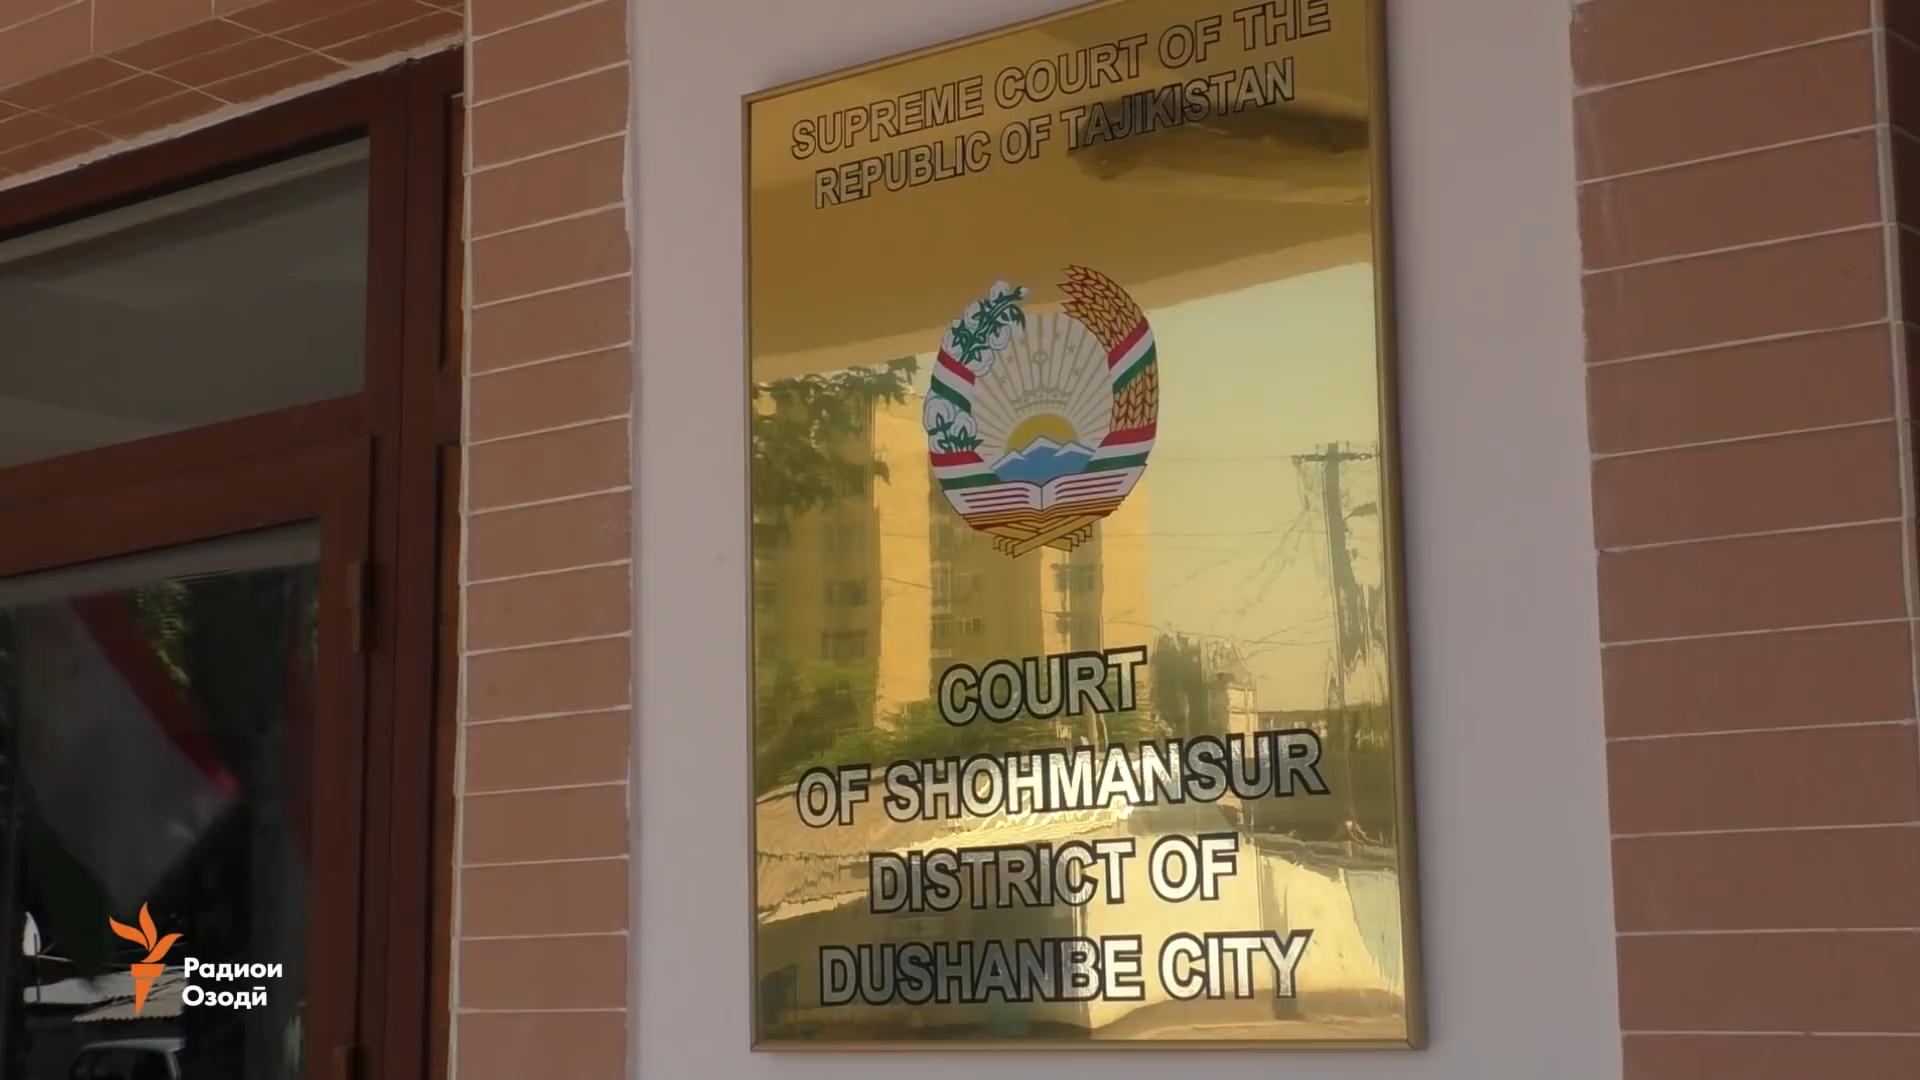 SUPREME COURT OF THE
REPUBLIC OF TAJIKISTAN
COURT
OF SHOHMANSUR
DISTRICT OF
DUSHANBE CITY
Радиои
Озодӣ